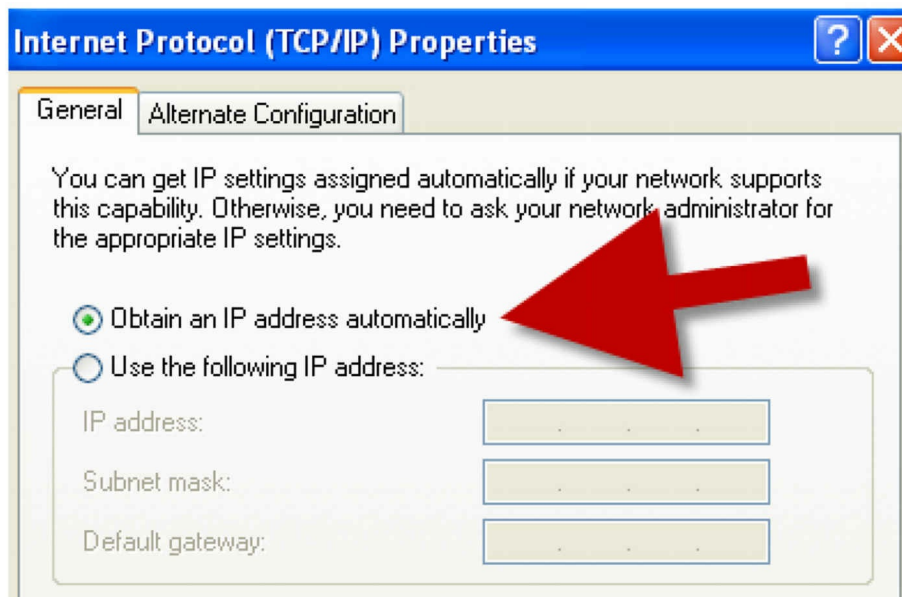 Internet Protocol (TCP/IP) Properties
General
Alternate Configuration
You can get IP settings assigned automatically if your network supports
this capability. Otherwise, you need to ask your network administrator for
the appropriate IP settings.
Obtain an IP address automatically
Use the following IP address:
IP address:
Subnet mask:
Default gateway: